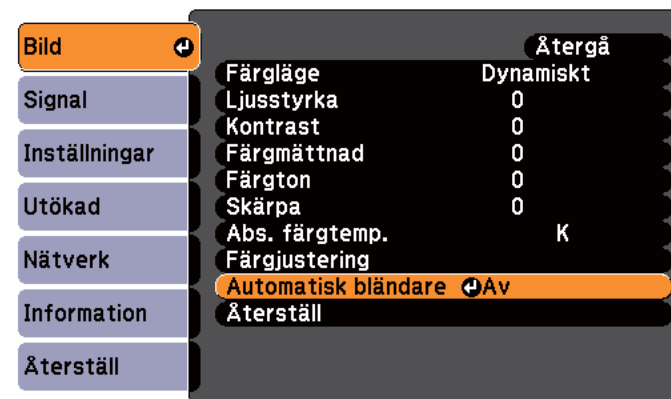 Bild
Signal
Inställningar
Utökad
Nätverk
Information
Återställ
Återgå
Färgläge Dynamiskt
Ljusstyrka 0
Kontrast 0
Färgmättnad 0
Färgton 0
Skärpa 0
Abs. färgtemp. K
Färgjustering
Automatisk bländare Av
Återställ